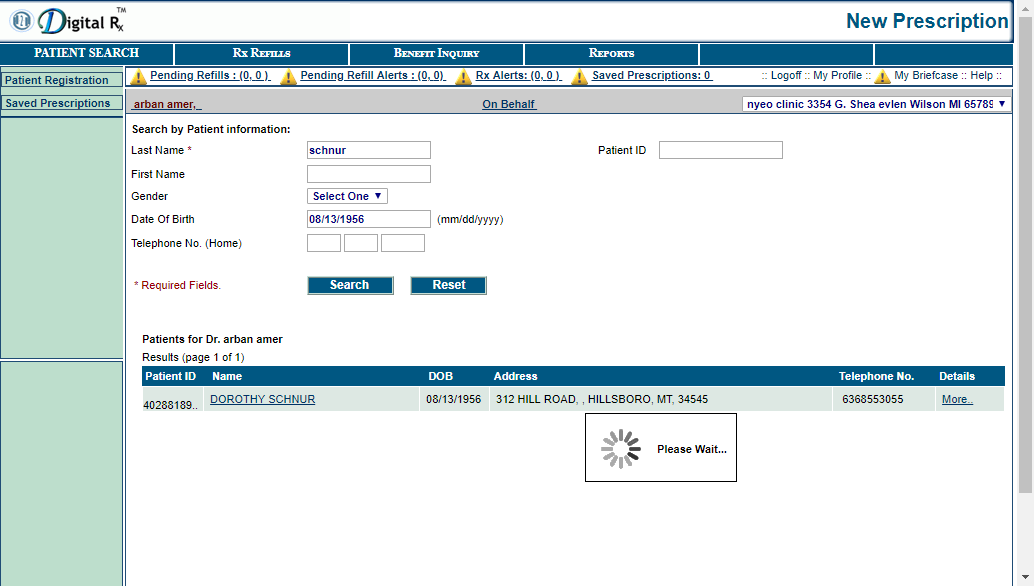 Digital Rx TM
New Prescription
PATIENT SEARCH RX REFILLS BENEFIT INQUIRY REPORTS
Patient Registration
Saved Prescriptions
Pending Refills : (0, 0 ) Pending Refill Alerts : (0, 0) Rx Alerts: (0, 0 ) Saved Prescriptions: 0 :: Logoff :: My Profile :: My Briefcase :: Help ::
arban amer, On Behalf nyeo clinic 3354 G. Shea evlen Wilson MI 65789
Search by Patient information:
Last Name * schnur Patient ID
First Name
Gender Select One
Date Of Birth 08/13/1956 (mm/dd/yyyy)
Telephone No. (Home)
* Required Fields. Search Reset
Patients for Dr. arban amer
Results (page 1 of 1)
Patient ID Name DOB Address Telephone No. Details
40288189.. DOROTHY SCHNUR 08/13/1956 312 HILL ROAD, , HILLSBORO, MT, 34545 6368553055 More..
Please Wait...